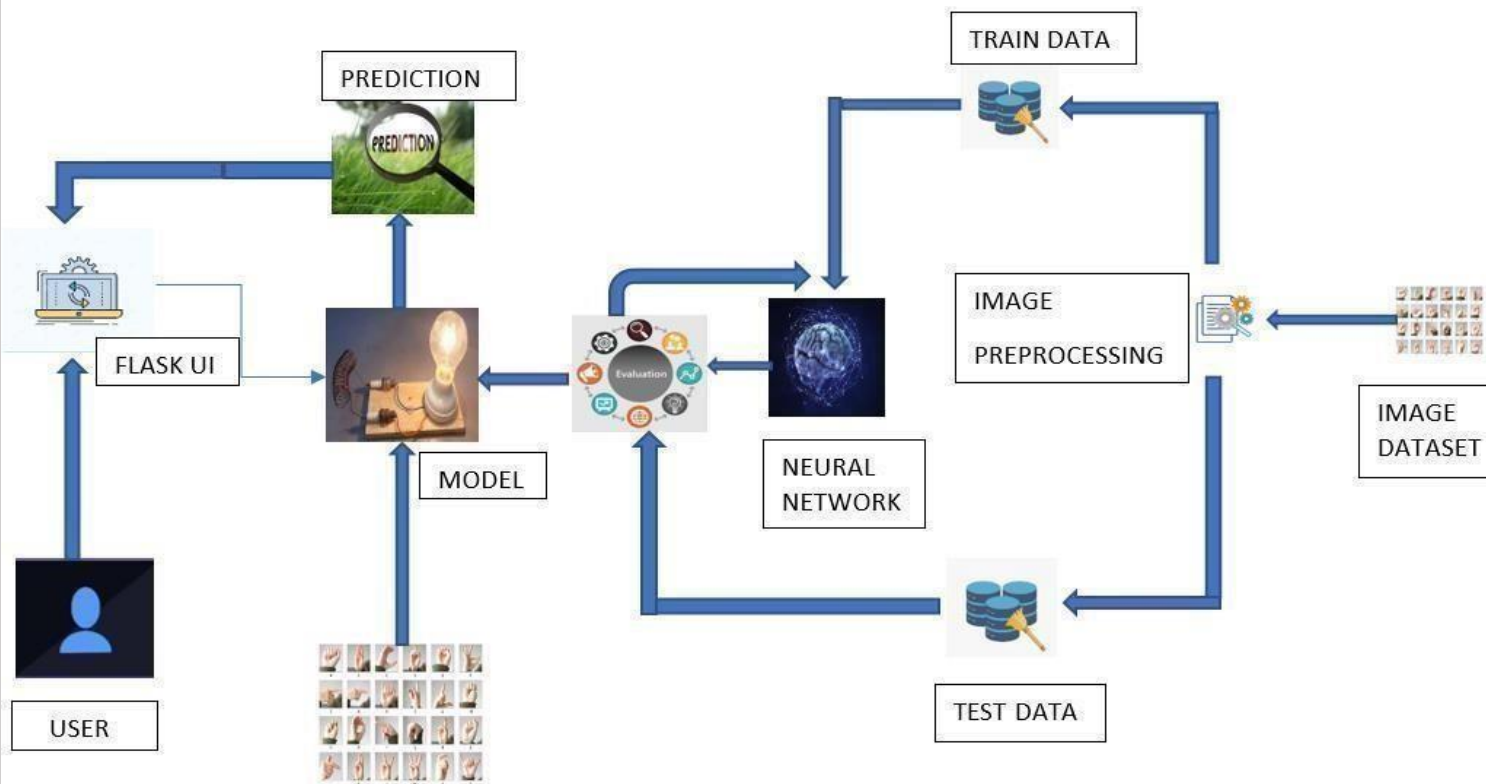 TRAIN DATA
PREDICTION
PREDICTION
IMAGE
PREPROCESSING
FLASK UI
Evaluation
IMAGE
DATASET
MODEL
NEURAL
NETWORK
TEST DATA
USER